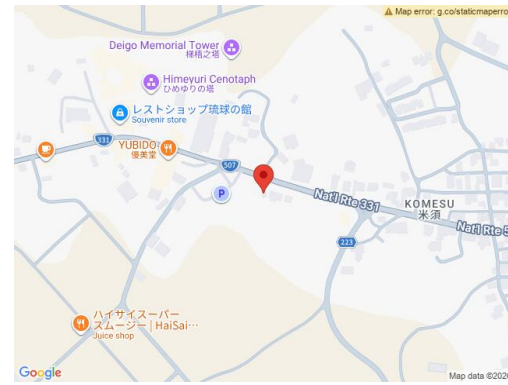 Map error: g.co/staticmaperro
Deigo Memorial Tower
梯梧之塔
Himeyuri Cenotaph
ひめゆりの塔
レストショップ琉球の館
Souvenir store
331
YUBIDO
優美堂
507
P
Nat'l Rte 331
KOMESU
米須
Nat'l Rte 5
223
ハイサイスーパー
スムージー | HaiSai…
Juice shop
Google
Map data ©2026